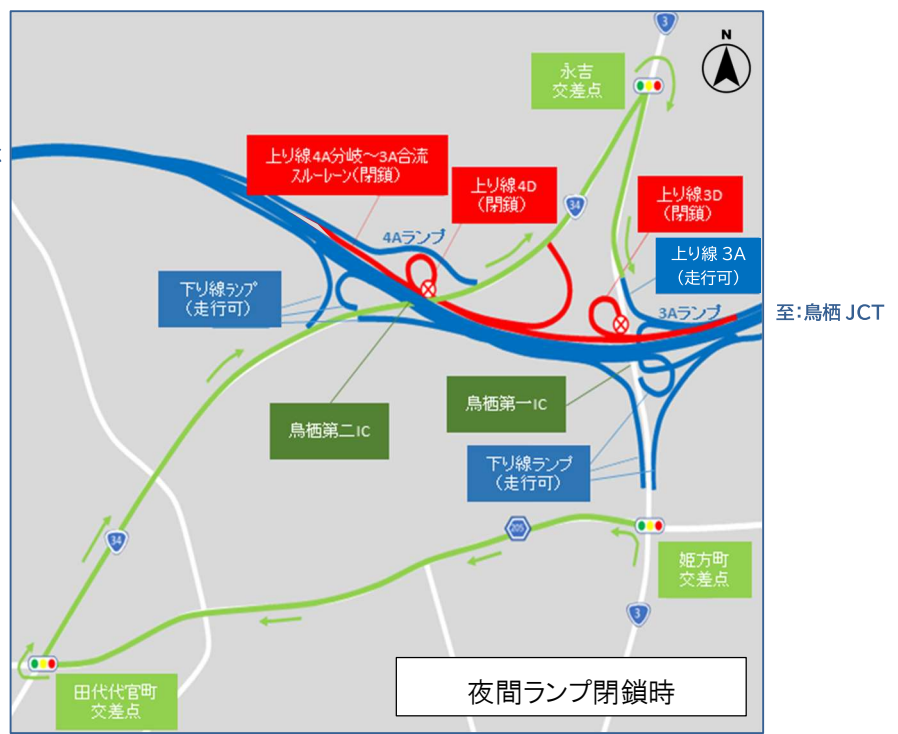 3
N
永吉
交差点
上り線4A分岐～3A合流
スルーレーン(閉鎖)
上り線4D
(閉鎖)
34
上り線3D
(閉鎖)
4Aランプ
上り線 3A
(走行可)
下り線ランプ
(走行可)
3Aランプ
至:鳥栖 JCT
鳥栖第一IC
鳥栖第二IC
下り線ランプ
(走行可)
34
姫方町
交差点
3
田代代官町
交差点
夜間ランプ閉鎖時